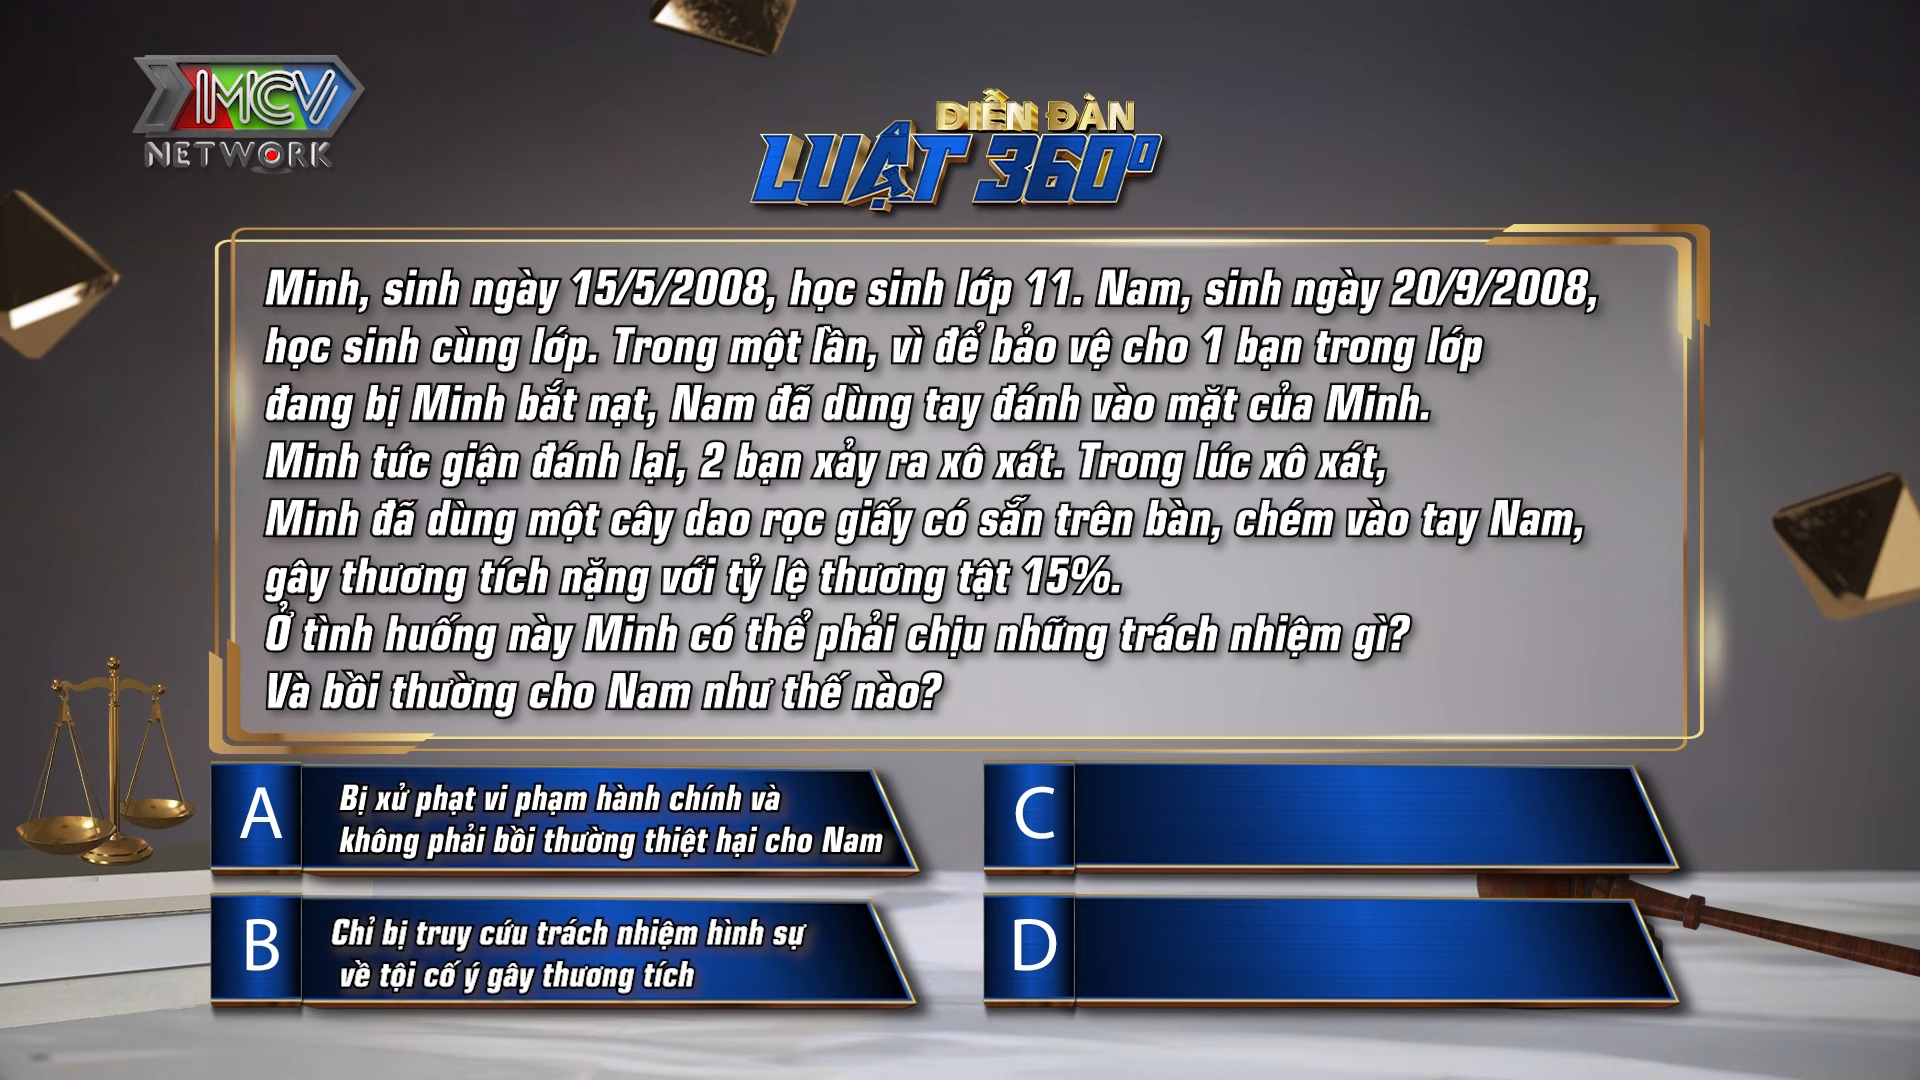 MCV
NETWORK
DIỄN ĐÀN
LUẬT 360⁰
Minh, sinh ngày 15/5/2008, học sinh lớp 11. Nam, sinh ngày 20/9/2008,
học sinh cùng lớp. Trong một lần, vì để bảo vệ cho 1 bạn trong lớp
đang bị Minh bắt nạt, Nam đã dùng tay đánh vào mặt của Minh.
Minh tức giận đánh lại, 2 bạn xảy ra xô xát. Trong lúc xô xát,
Minh đã dùng một cây dao rọc giấy có sẵn trên bàn, chém vào tay Nam,
gây thương tích nặng với tỷ lệ thương tật 15%.
Ở tình huống này Minh có thể phải chịu những trách nhiệm gì?
Và bồi thường cho Nam như thế nào?
A
Bị xử phạt vi phạm hành chính và
không phải bồi thường thiệt hại cho Nam
B
Chỉ bị truy cứu trách nhiệm hình sự
về tội cố ý gây thương tích
C
D